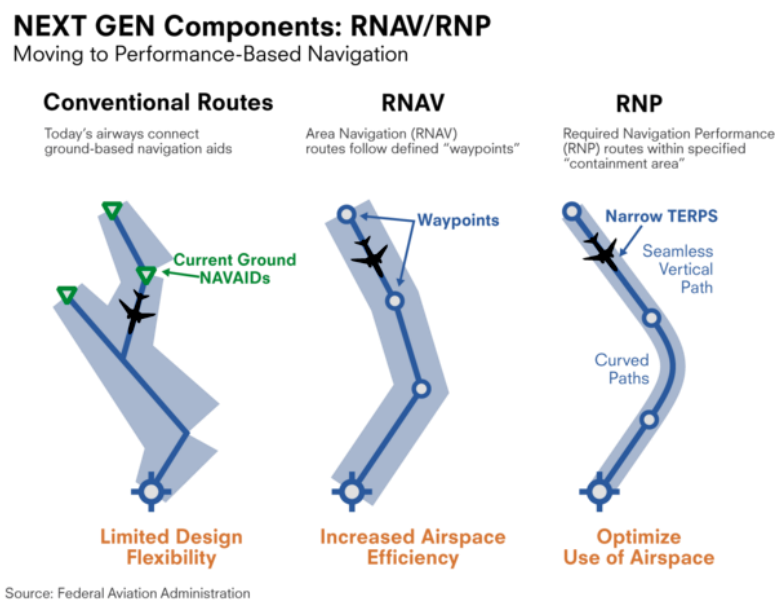 NEXT GEN Components: RNAV/RNP
Moving to Performance-Based Navigation
Conventional Routes
Today's airways connect
ground-based navigation aids
Current Ground
NAVAIDs
Limited Design
Flexibility
RNAV
Area Navigation (RNAV)
routes follow defined "waypoints"
Waypoints
Increased Airspace
Efficiency
RNP
Required Navigation Performance
(RNP) routes within specified
"containment area"
Narrow TERPS
Seamless
Vertical
Path
Curved
Paths
Optimize
Use of Airspace
Source: Federal Aviation Administration